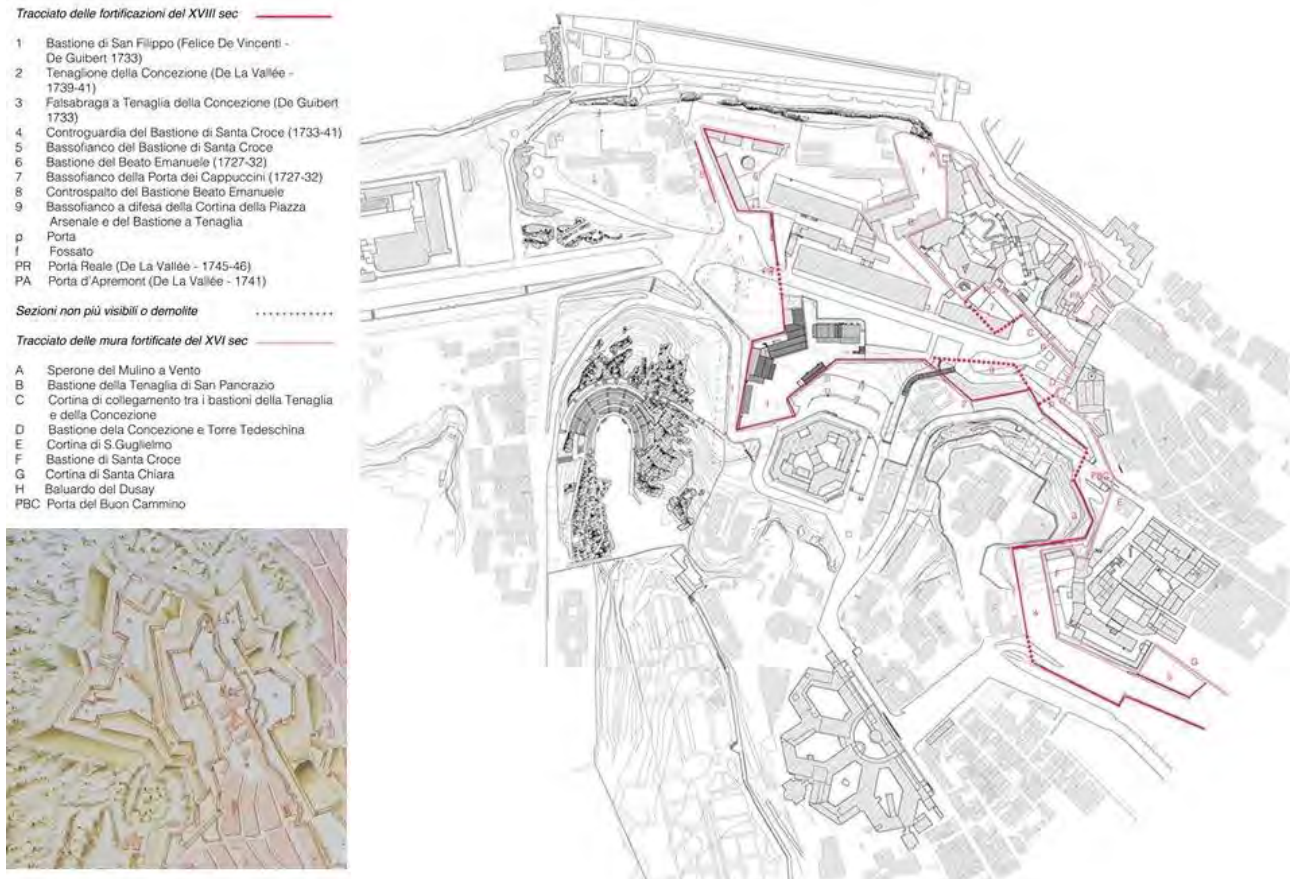 Tracciato delle fortificazioni del XVIII sec
1 Bastione di San Filippo (Felice De Vincenti -
De Guibert 1733)
2 Tenaglione della Concezione (De La Vallée -
1739-41)
3 Falsabraga a Tenaglia della Concezione (De Guibert
1733)
4 Controguardia del Bastione di Santa Croce (1733-41)
5 Bassofianco del Bastione di Santa Croce
6 Bastione del Beato Emanuele (1727-32)
7 Bassofianco della Porta dei Cappuccini (1727-32)
8 Controspalto del Bastione Beato Emanuele
9 Bassofianco a difesa della Cortina della Piazza
Arsenale e del Bastione a Tenaglia
p Porta
f Fossato
PR Porta Reale (De La Vallée - 1745-46)
PA Porta d'Apremont (De La Vallée - 1741)
Sezioni non più visibili o demolite
Tracciato delle mura fortificate del XVI sec
A Sperone del Mulino a Vento
B Bastione della Tenaglia di San Pancrazio
C Cortina di collegamento tra i bastioni della Tenaglia
e della Concezione
D Bastione dela Concezione e Torre Tedeschina
E Cortina di S.Guglielmo
F Bastione di Santa Croce
G Cortina di Santa Chiara
H Baluardo del Dusay
PBC Porta del Buon Cammino
A
C
PBC
E
G